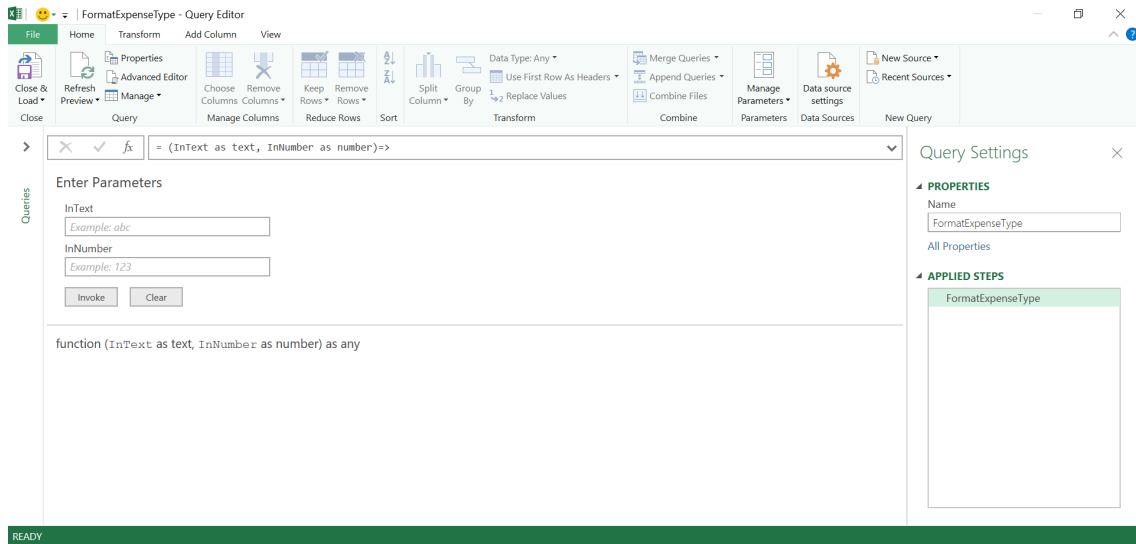 FormatExpenseType - Query Editor
File Home Transform Add Column View
Close & Load
Refresh Preview
Properties
Advanced Editor
Manage
Choose Columns
Remove Columns
Keep Rows
Remove Rows
Split Column
Group By
Data Type: Any
Use First Row As Headers
Replace Values
Merge Queries
Append Queries
Combine Files
Manage Parameters
Data source settings
New Source
Recent Sources
Close Query Manage Columns Reduce Rows Sort Transform Combine Parameters Data Sources New Query
fx = (InText as text, InNumber as number)=>
Queries
Enter Parameters
InText
Example: abc
InNumber
Example: 123
Invoke Clear
function (InText as text, InNumber as number) as any
Query Settings
PROPERTIES
Name
FormatExpenseType
All Properties
APPLIED STEPS
FormatExpenseType
READY